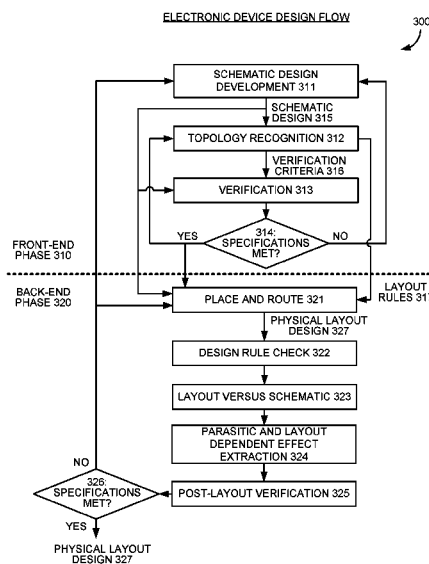 ELECTRONIC DEVICE DESIGN FLOW
300
SCHEMATIC DESIGN
DEVELOPMENT 311
SCHEMATIC
DESIGN 315
TOPOLOGY RECOGNITION 312
VERIFICATION
CRITERIA 316
VERIFICATION 313
YES
314:
SPECIFICATIONS
MET?
NO
FRONT-END
PHASE 310
BACK-END
PHASE 320
PLACE AND ROUTE 321
LAYOUT
RULES 317
PHYSICAL LAYOUT
DESIGN 327
DESIGN RULE CHECK 322
LAYOUT VERSUS SCHEMATIC 323
PARASITIC AND LAYOUT
DEPENDENT EFFECT
EXTRACTION 324
NO
326:
SPECIFICATIONS
MET?
POST-LAYOUT VERIFICATION 325
YES
PHYSICAL LAYOUT
DESIGN 327